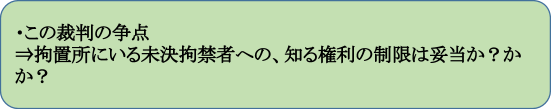 ・この裁判の争点
⇒拘置所にいる未決拘禁者への、知る権利の制限は妥当か？か
か？